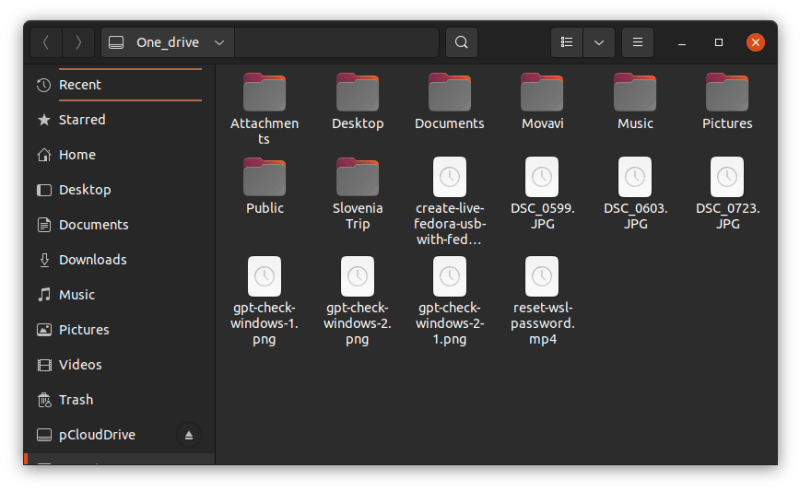 One_drive
Recent
Starred
Home
Desktop
Documents
Downloads
Music
Pictures
Videos
Trash
pCloudDrive
Attachmen
ts
Desktop
Documents
Movavi
Music
Pictures
Public
Slovenia
Trip
create-live-
fedora-usb-
with-fed…
DSC_0599.
JPG
DSC_0603.
JPG
DSC_0723.
JPG
gpt-check-
windows-1.
png
gpt-check-
windows-2.
png
gpt-check-
windows-2-
1.png
reset-wsl-
password.
mp4